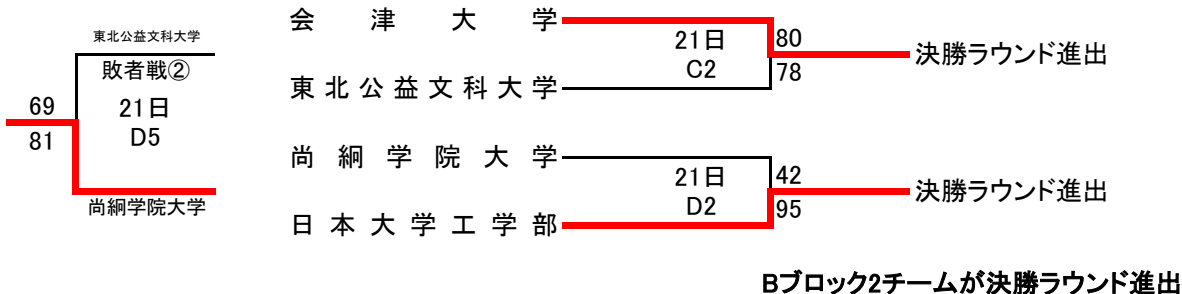 東北公益文科大学
敗者戦②
69
21日
81
D5
尚絅学院大学
会津大学
21日
80
決勝ラウンド進出
C2
78
東北公益文科大学
尚絅学院大学
21日
42
決勝ラウンド進出
D2
95
日本大学工学部
Bブロック2チームが決勝ラウンド進出